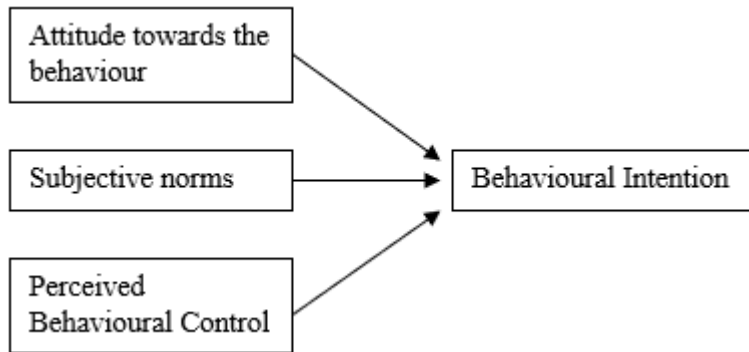 Attitude towards the
behaviour
Subjective norms
Behavioural Intention
Perceived
Behavioural Control